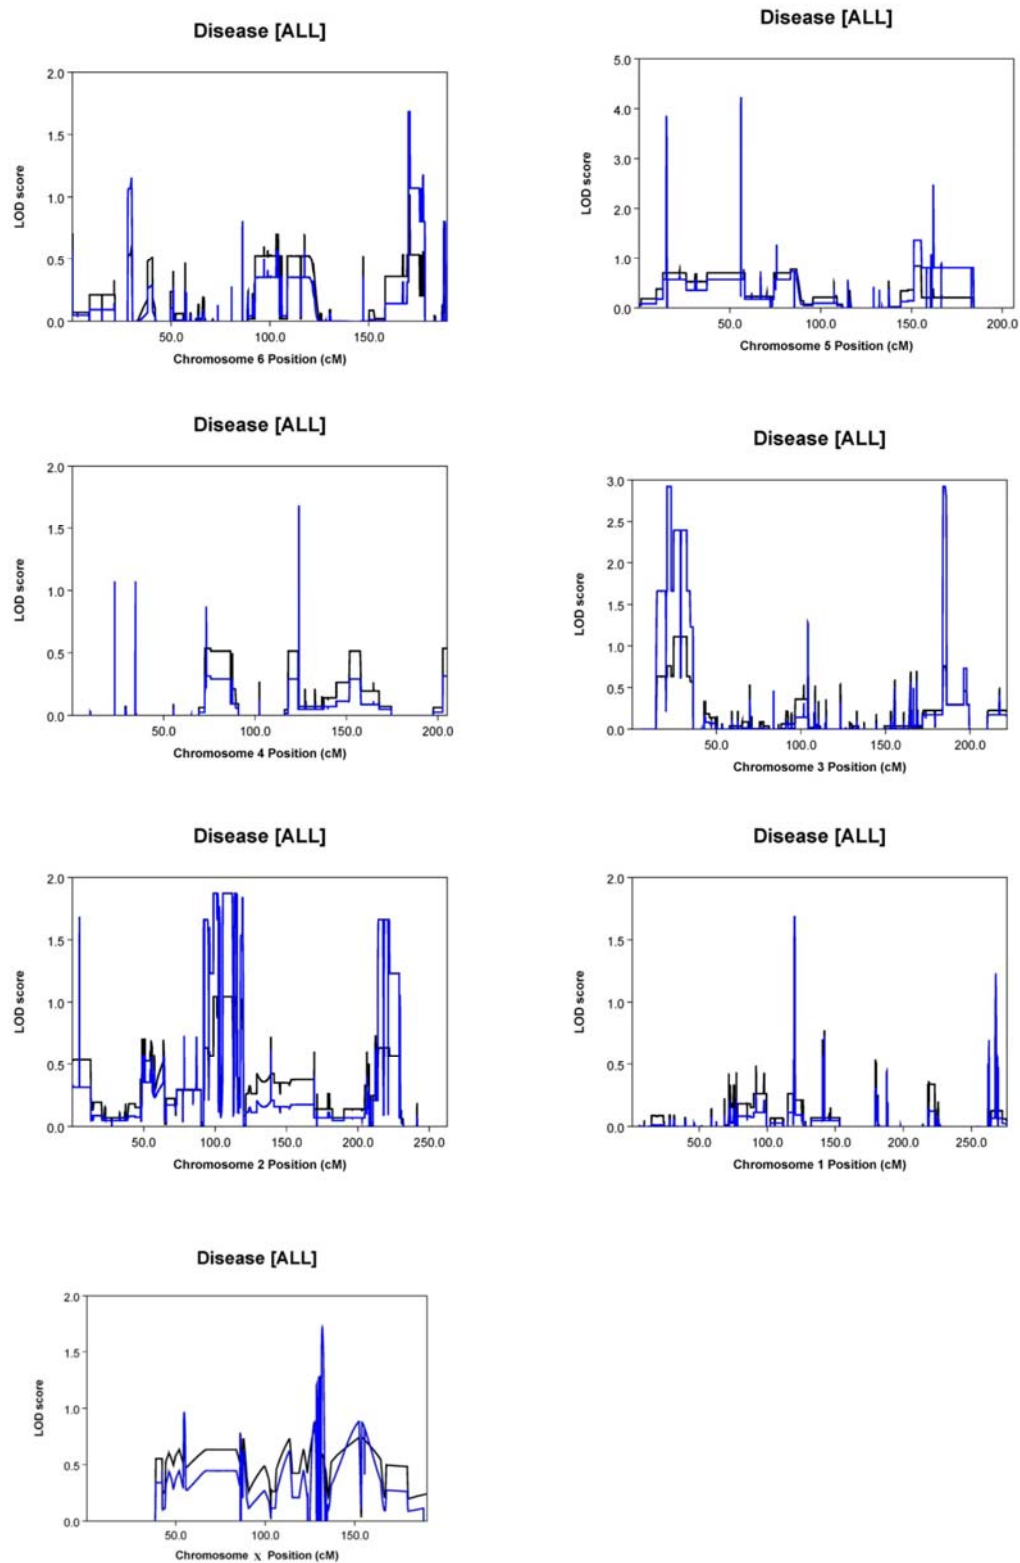 Disease [ALL]
LOD score
2.0
1.5
1.0
0.5
0.0
50.0 100.0 150.0
Chromosome 6 Position (cM)
Disease [ALL]
LOD score
5.0
4.0
3.0
2.0
1.0
0.0
50.0 100.0 150.0 200.0
Chromosome 5 Position (cM)
Disease [ALL]
LOD score
2.0
1.5
1.0
0.5
0.0
50.0 100.0 150.0 200.0
Chromosome 4 Position (cM)
Disease [ALL]
LOD score
3.0
2.5
2.0
1.5
1.0
0.5
0.0
50.0 100.0 150.0 200.0
Chromosome 3 Position (cM)
Disease [ALL]
LOD score
2.0
1.5
1.0
0.5
0.0
50.0 100.0 150.0 200.0 250.0
Chromosome 2 Position (cM)
Disease [ALL]
LOD score
2.0
1.5
1.0
0.5
0.0
50.0 100.0 150.0 200.0 250.0
Chromosome 1 Position (cM)
Disease [ALL]
LOD score
2.0
1.5
1.0
0.5
0.0
50.0 100.0 150.0
Chromosome X Position (cM)